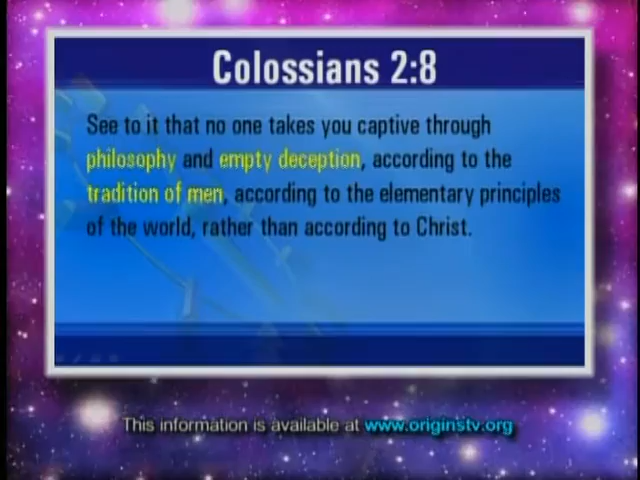 Colossians 2:8
See to it that no one takes you captive through
philosophy and empty deception, according to the
tradition of men, according to the elementary principles
of the world, rather than according to Christ.
This information is available at www.originstv.org